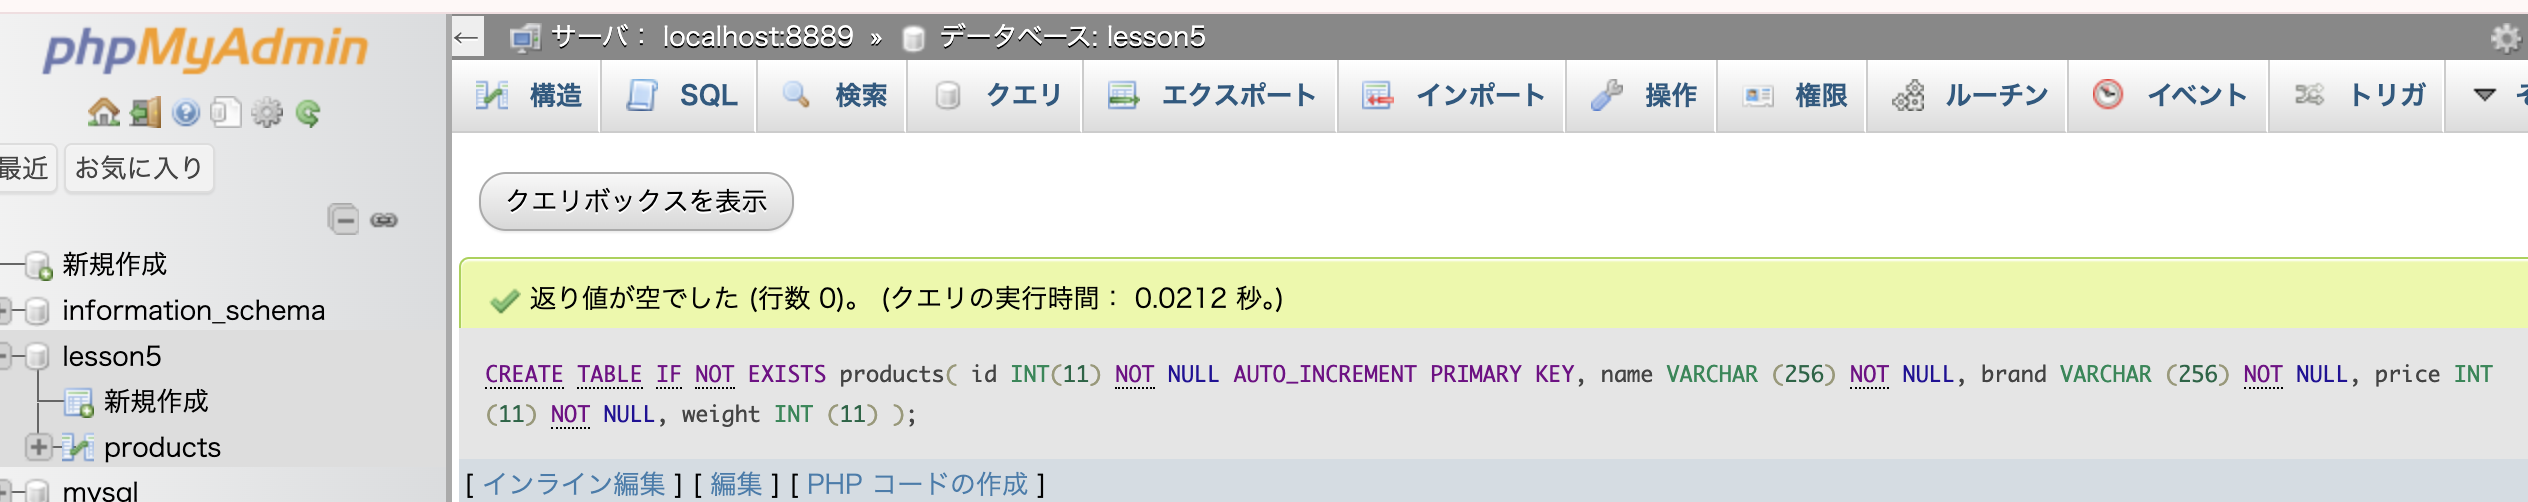 phpMyAdmin
最近 お気に入り
新規作成
information_schema
lesson5
新規作成
products
mysql
← サーバ： localhost:8889 » データベース: lesson5
構造 SQL 検索 クエリ エクスポート インポート 操作 権限 ルーチン イベント トリガ
クエリボックスを表示
返り値が空でした (行数 0)。 (クエリの実行時間： 0.0212 秒。)
CREATE TABLE IF NOT EXISTS products( id INT(11) NOT NULL AUTO_INCREMENT PRIMARY KEY, name VARCHAR (256) NOT NULL, brand VARCHAR (256) NOT NULL, price INT
(11) NOT NULL, weight INT (11) );
[ インライン編集 ] [ 編集 ] [ PHP コードの作成 ]